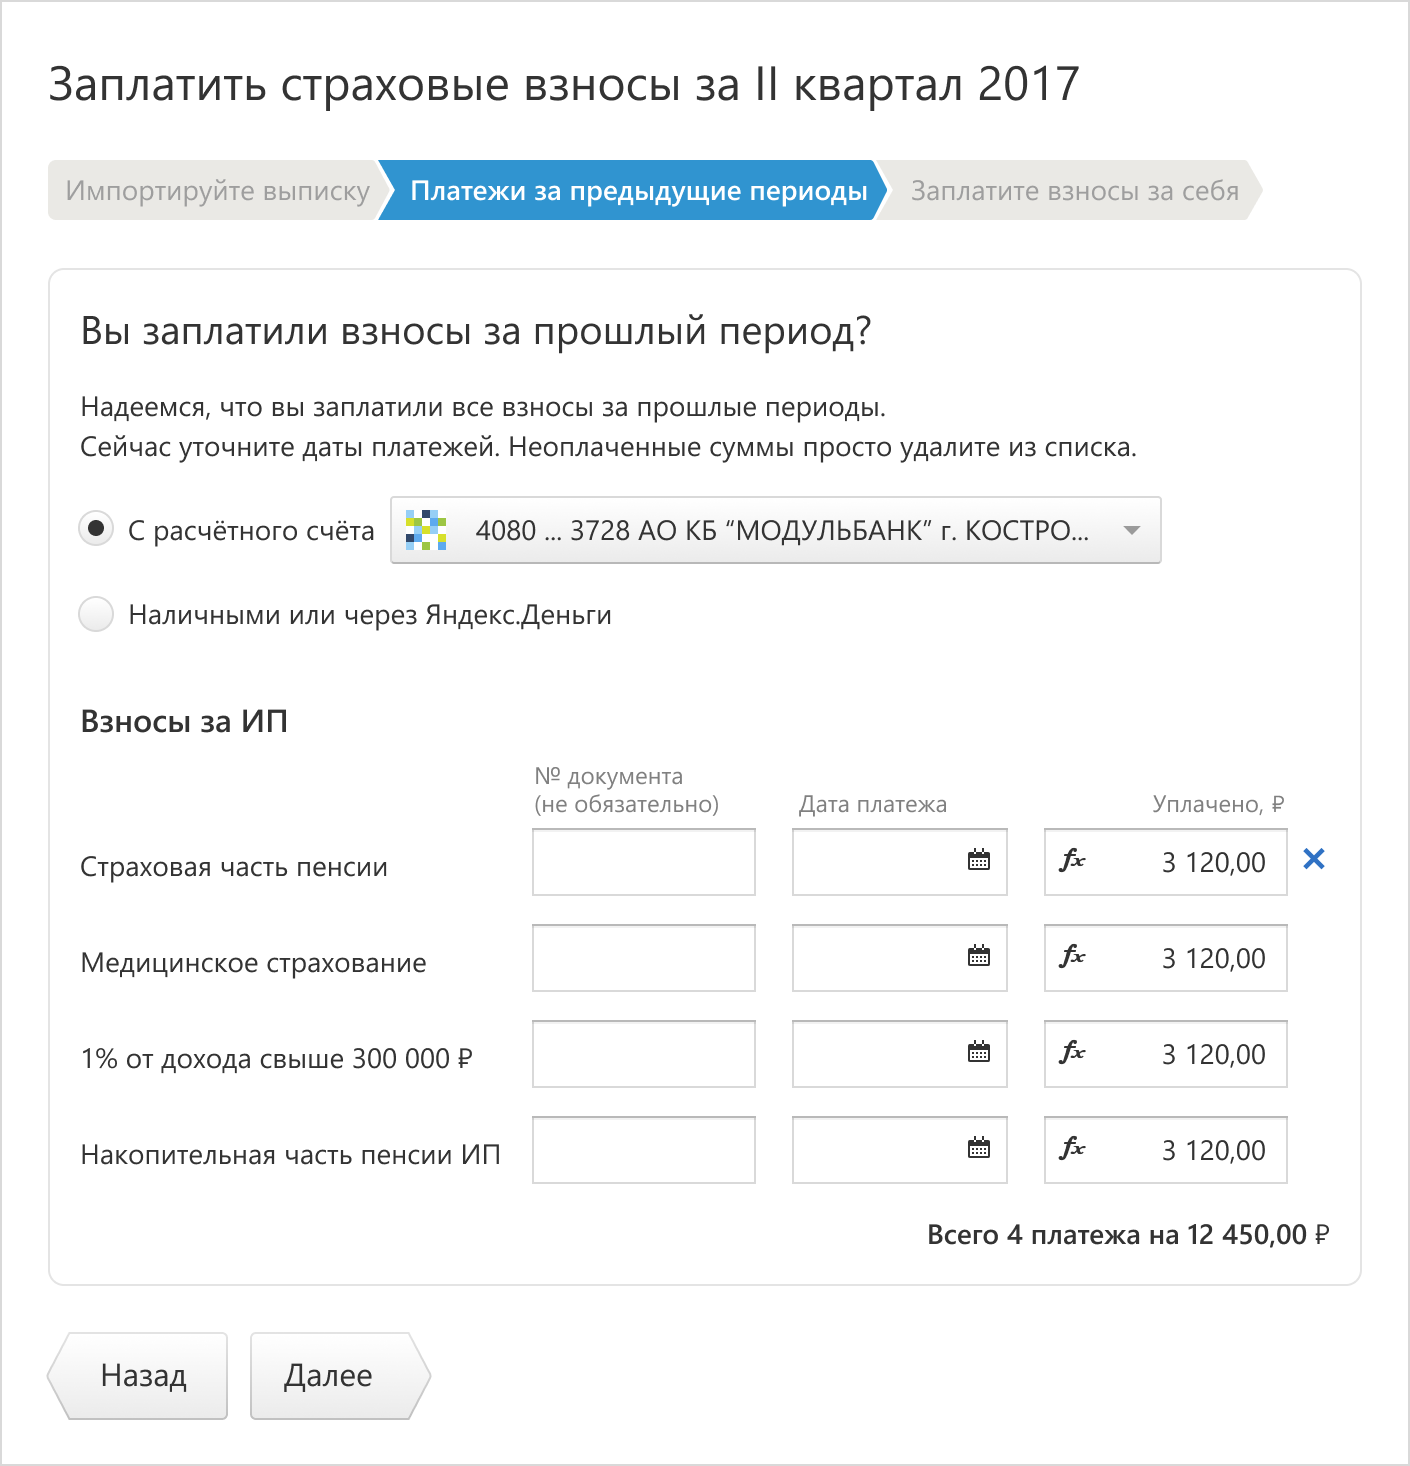 Заплатить страховые взносы за II квартал 2017
Импортируйте выписку
Платежи за предыдущие периоды
Заплатите взносы за себя
Вы заплатили взносы за прошлый период?
Надеемся, что вы заплатили все взносы за прошлые периоды.
Сейчас уточните даты платежей. Неоплаченные суммы просто удалите из списка.
С расчётного счёта
4080 ... 3728 АО КБ “МОДУЛЬБАНК” г. КОСТРО...
Наличными или через Яндекс.Деньги
Взносы за ИП
№ документа
(не обязательно)
Дата платежа
Уплачено, ₽
Страховая часть пенсии
fx 3 120,00
Медицинское страхование
fx 3 120,00
1% от дохода свыше 300 000 ₽
fx 3 120,00
Накопительная часть пенсии ИП
fx 3 120,00
Всего 4 платежа на 12 450,00 ₽
Назад
Далее